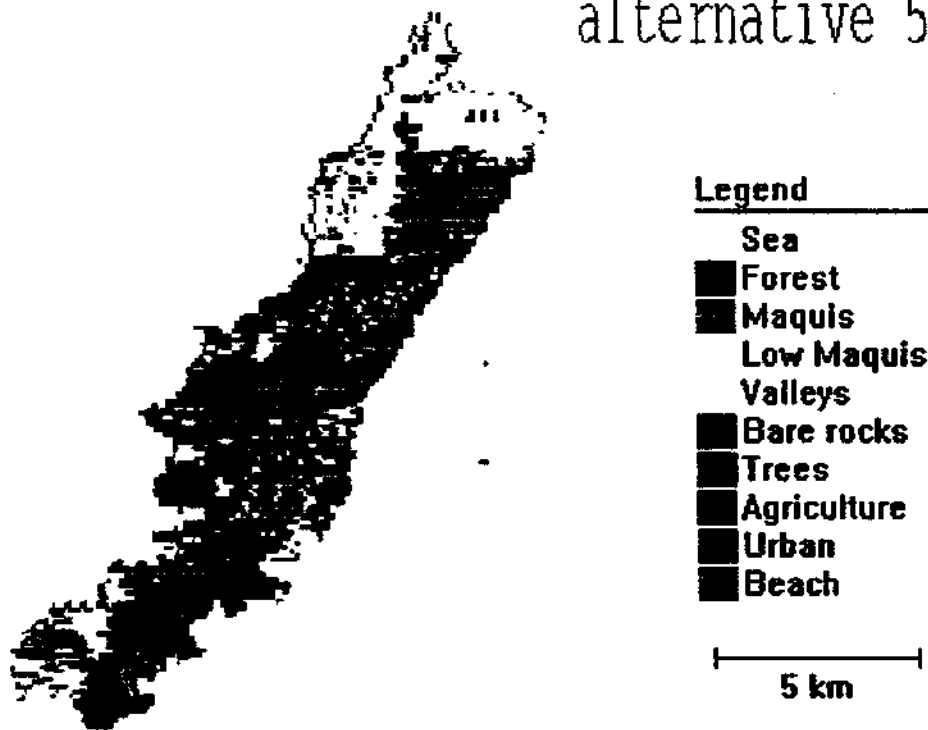 alternative 5
Legend
Sea
Forest
Maquis
Low Maquis
Valleys
Bare rocks
Trees
Agriculture
Urban
Beach
5 km